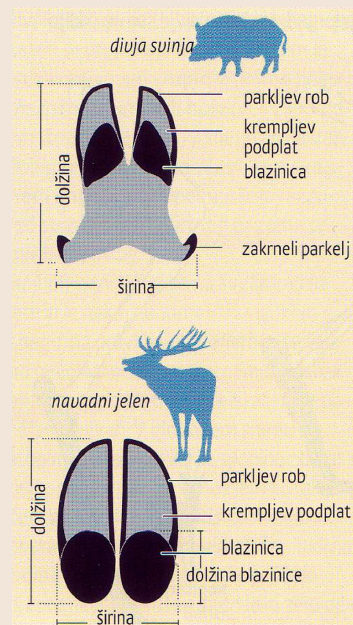 divja svinja
parkljev rob
krempljev
podplat
blazinica
dolžina
zakrneli parkelj
širina
navadni jelen
parkljev rob
dolžina
krempljev podplat
blazinica
dolžina blazinice
širina